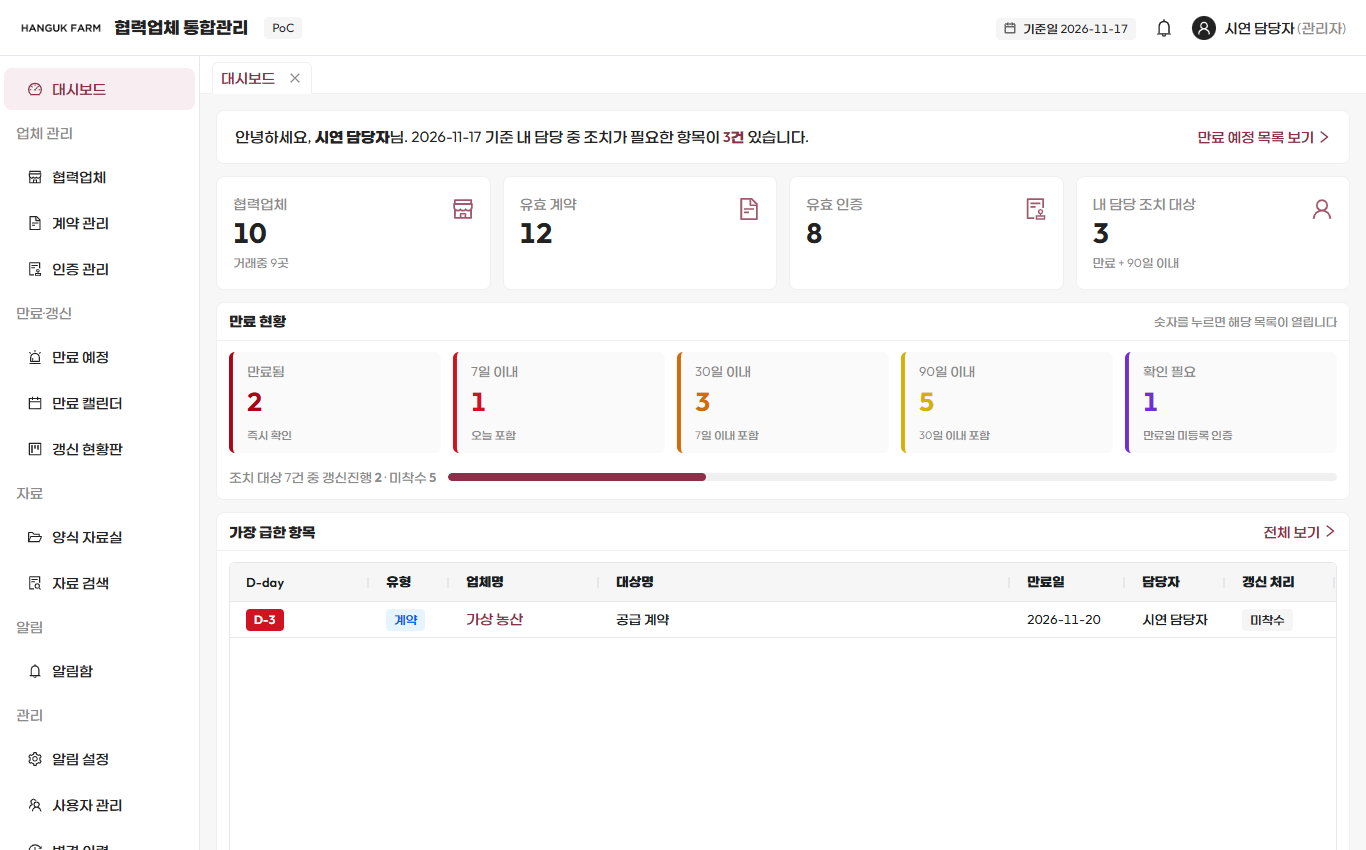 HANGUK FARM 협력업체 통합관리 PoC
기준일 2026-11-17
시연 담당자 (관리자)
대시보드
업체 관리
협력업체
계약 관리
인증 관리
만료·갱신
만료 예정
만료 캘린더
갱신 현황판
자료
양식 자료실
자료 검색
알림
알림함
관리
알림 설정
사용자 관리
대시보드
안녕하세요, 시연 담당자님. 2026-11-17 기준 내 담당 중 조치가 필요한 항목이 3건 있습니다.
만료 예정 목록 보기
협력업체
10
거래중 9곳
유효 계약
12
유효 인증
8
내 담당 조치 대상
3
만료 + 90일 이내
만료 현황
숫자를 누르면 해당 목록이 열립니다
만료됨
2
즉시 확인
7일 이내
1
오늘 포함
30일 이내
3
7일 이내 포함
90일 이내
5
30일 이내 포함
확인 필요
1
만료일 미등록 인증
조치 대상 7건 중 갱신진행 2 · 미착수 5
가장 급한 항목
전체 보기
D-day 유형 업체명 대상명 만료일 담당자 갱신 처리
D-3 계약 가상 농산 공급 계약 2026-11-20 시연 담당자 미착수